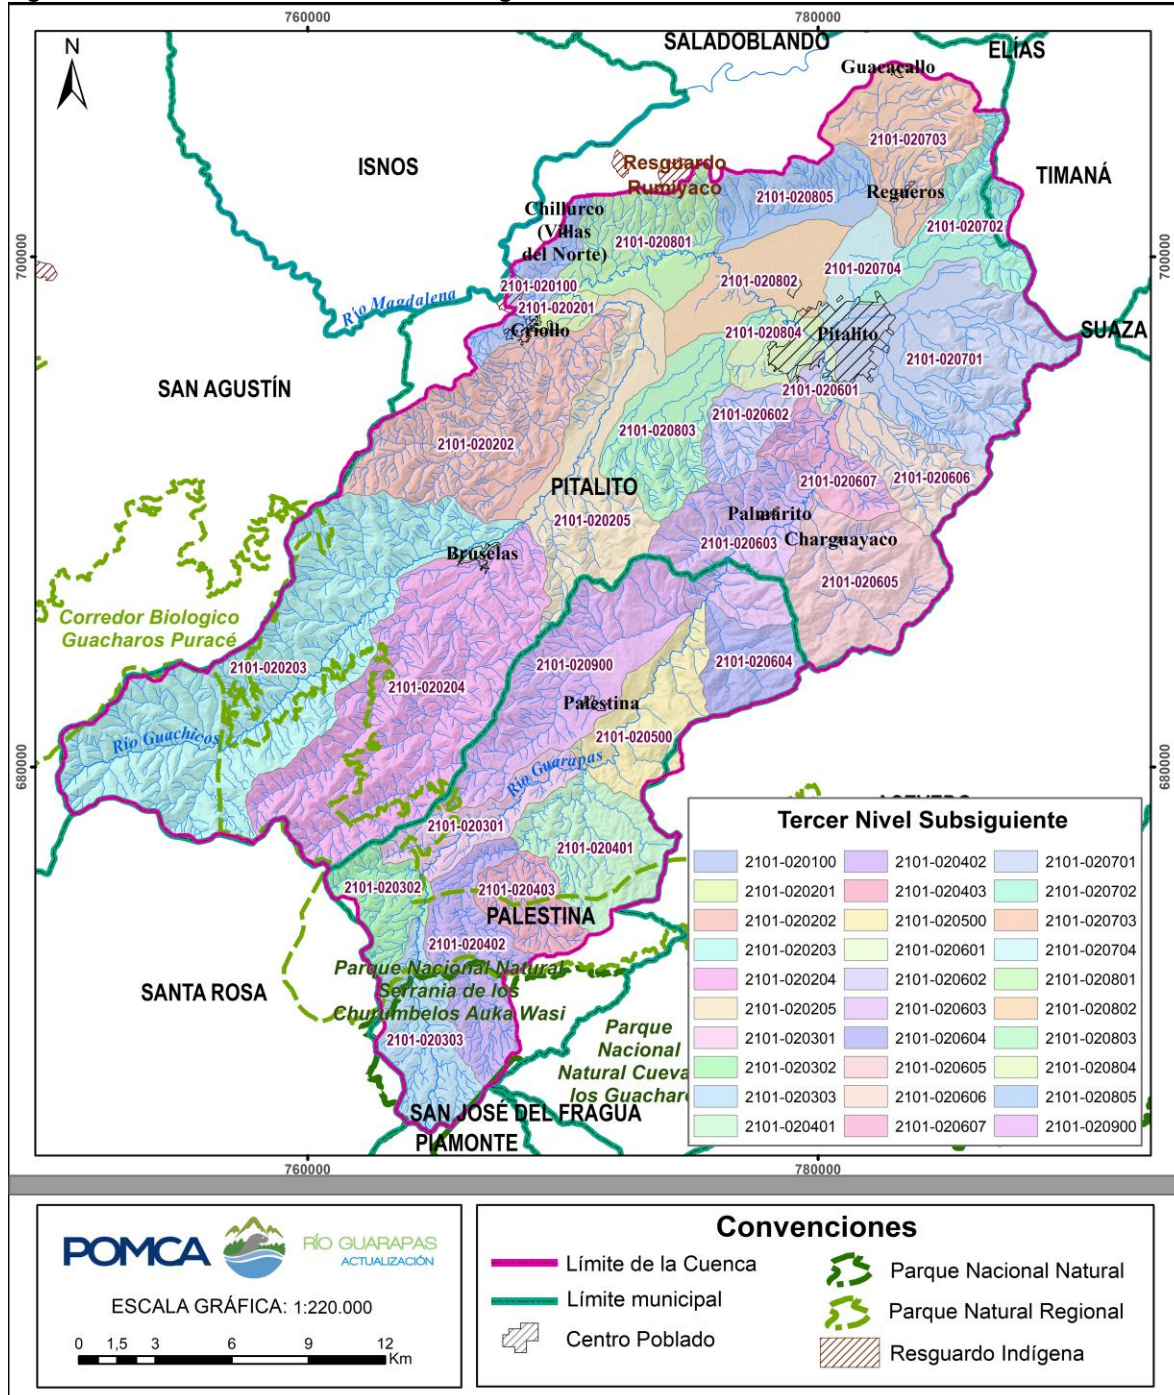 760000
780000
N
SALADOBLANDO
ELÍAS
Guacacallo
2101-020703
ISNOS
Resguardo
Rumiyaco
TIMANÁ
2101-020805
Regueros
Chillurco
(Villas
del Norte)
2101-020702
2101-020801
700000
700000
2101-020704
2101-020100
2101-020802
Río Magdalena
2101-020201
Criollo
2101-020804
Pitalito
SUAZA
2101-020701
SAN AGUSTÍN
2101-020601
2101-020602
2101-020803
2101-020202
2101-020607
2101-020606
PITALITO
Palmarito
2101-020205
2101-020603
Charguayaco
Bruselas
2101-020605
Corredor Biologico
Guacharos Puracé
2101-020203
2101-020900
2101-020604
2101-020204
Palestina
Río Guachicos
2101-020500
Río Guarapas
680000
680000
2101-020301
2101-020401
2101-020302
2101-020403
PALESTINA
2101-020402
Parque Nacional Natural
Serrania de los
Churumbelos Auka Wasi
SANTA ROSA
2101-020303
Parque
Nacional
Natural Cueva
los Guachar
SAN JOSÉ DEL FRAGUA
PIAMONTE
Tercer Nivel Subsiguiente
2101-020100 2101-020402 2101-020701
2101-020201 2101-020403 2101-020702
2101-020202 2101-020500 2101-020703
2101-020203 2101-020601 2101-020704
2101-020204 2101-020602 2101-020801
2101-020205 2101-020603 2101-020802
2101-020301 2101-020604 2101-020803
2101-020302 2101-020605 2101-020804
2101-020303 2101-020606 2101-020805
2101-020401 2101-020607 2101-020900
760000
780000
POMCA
RÍO GUARAPAS
ACTUALIZACIÓN
ESCALA GRÁFICA: 1:220.000
0 1,5 3 6 9 12
Km
Convenciones
Límite de la Cuenca
Límite municipal
Centro Poblado
Parque Nacional Natural
Parque Natural Regional
Resguardo Indígena